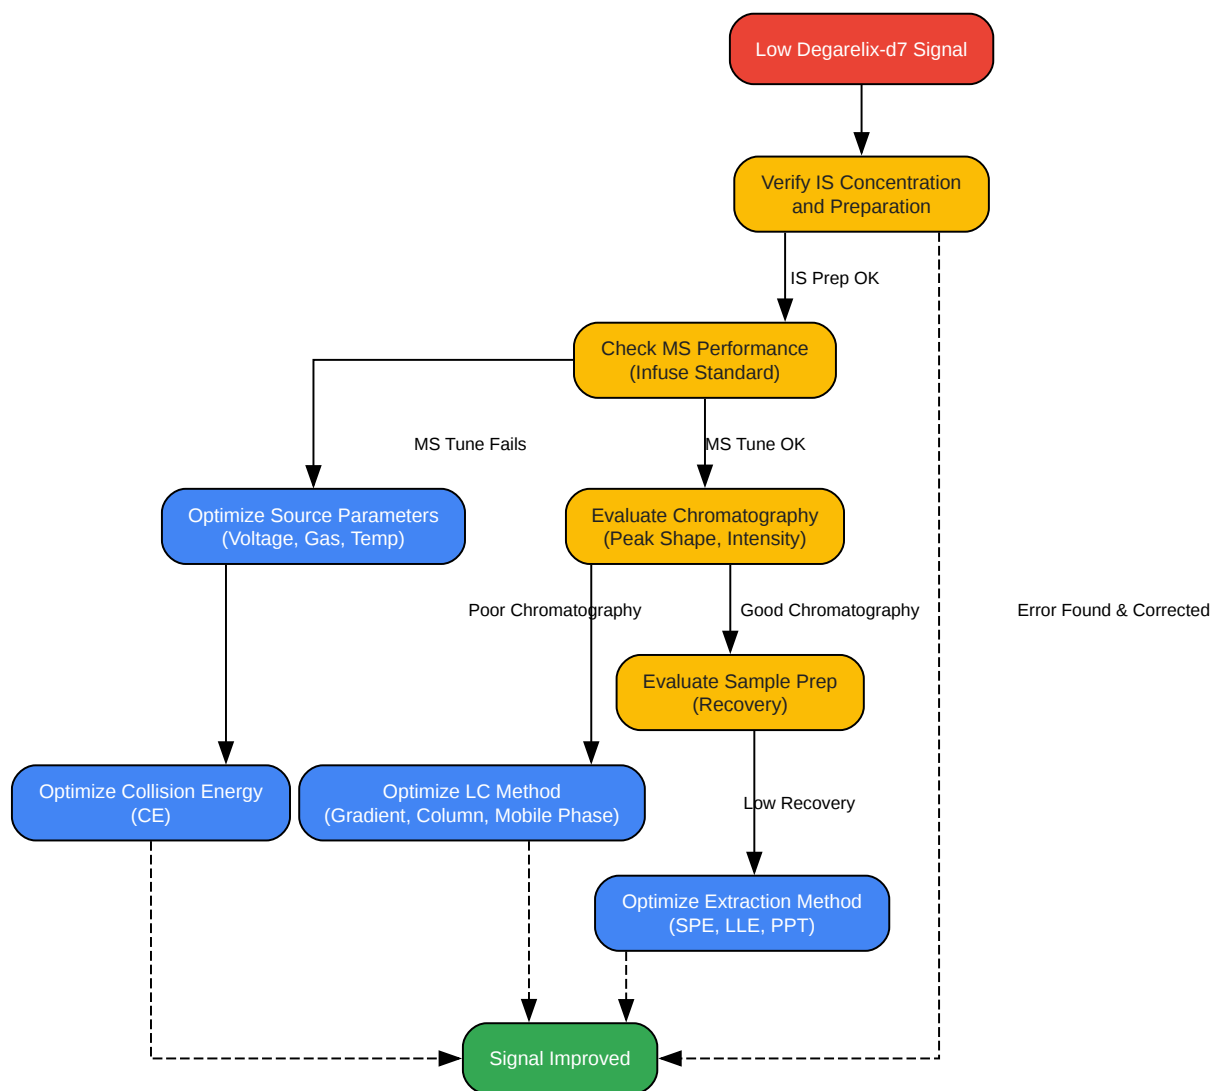 Low Degarelix-d7 Signal
Verify IS Concentration
and Preparation
IS Prep OK
Check MS Performance
(Infuse Standard)
MS Tune Fails
MS Tune OK
Optimize Source Parameters
(Voltage, Gas, Temp)
Evaluate Chromatography
(Peak Shape, Intensity)
Poor Chromatography
Good Chromatography
Error Found & Corrected
Evaluate Sample Prep
(Recovery)
Optimize Collision Energy
(CE)
Optimize LC Method
(Gradient, Column, Mobile Phase)
Low Recovery
Optimize Extraction Method
(SPE, LLE, PPT)
Signal Improved